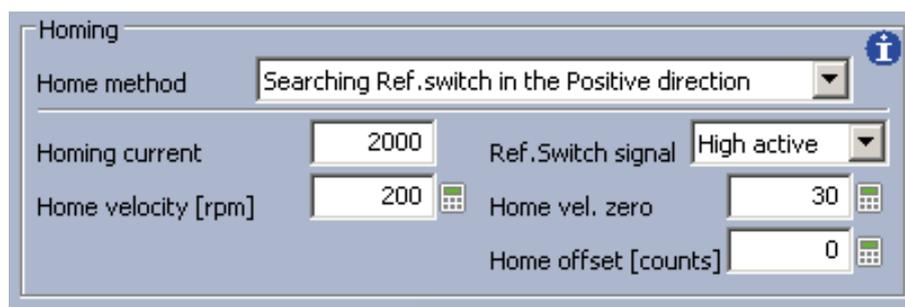 Homing
Home method Searching Ref.switch in the Positive direction
Homing current 2000 Ref.Switch signal High active
Home velocity [rpm] 200 Home vel. zero 30
Home offset [counts] 0